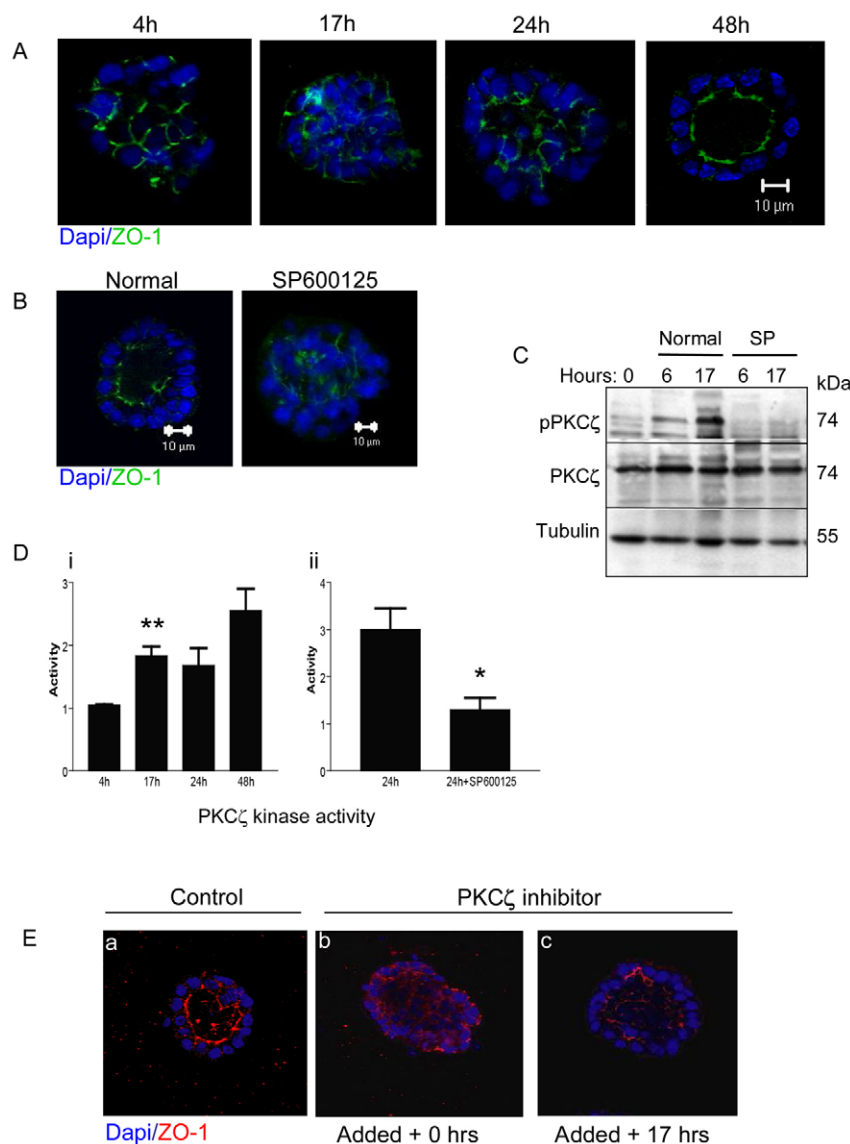 4h 17h 24h 48h
A
10 µm
Dapi/ZO-1
Normal SP600125
B
10 µm 10 µm
Dapi/ZO-1
C
Normal SP
Hours: 0 6 17 6 17 kDa
pPKCζ 74
PKCζ 74
Tubulin 55
D
i ii
3
2
1
0
Activity
**
4h 17h 24h 48h
4
3
2
1
0
Activity
*
24h 24h+SP600125
PKCζ kinase activity
Control PKCζ inhibitor
E
a b c
Dapi/ZO-1 Added + 0 hrs Added + 17 hrs